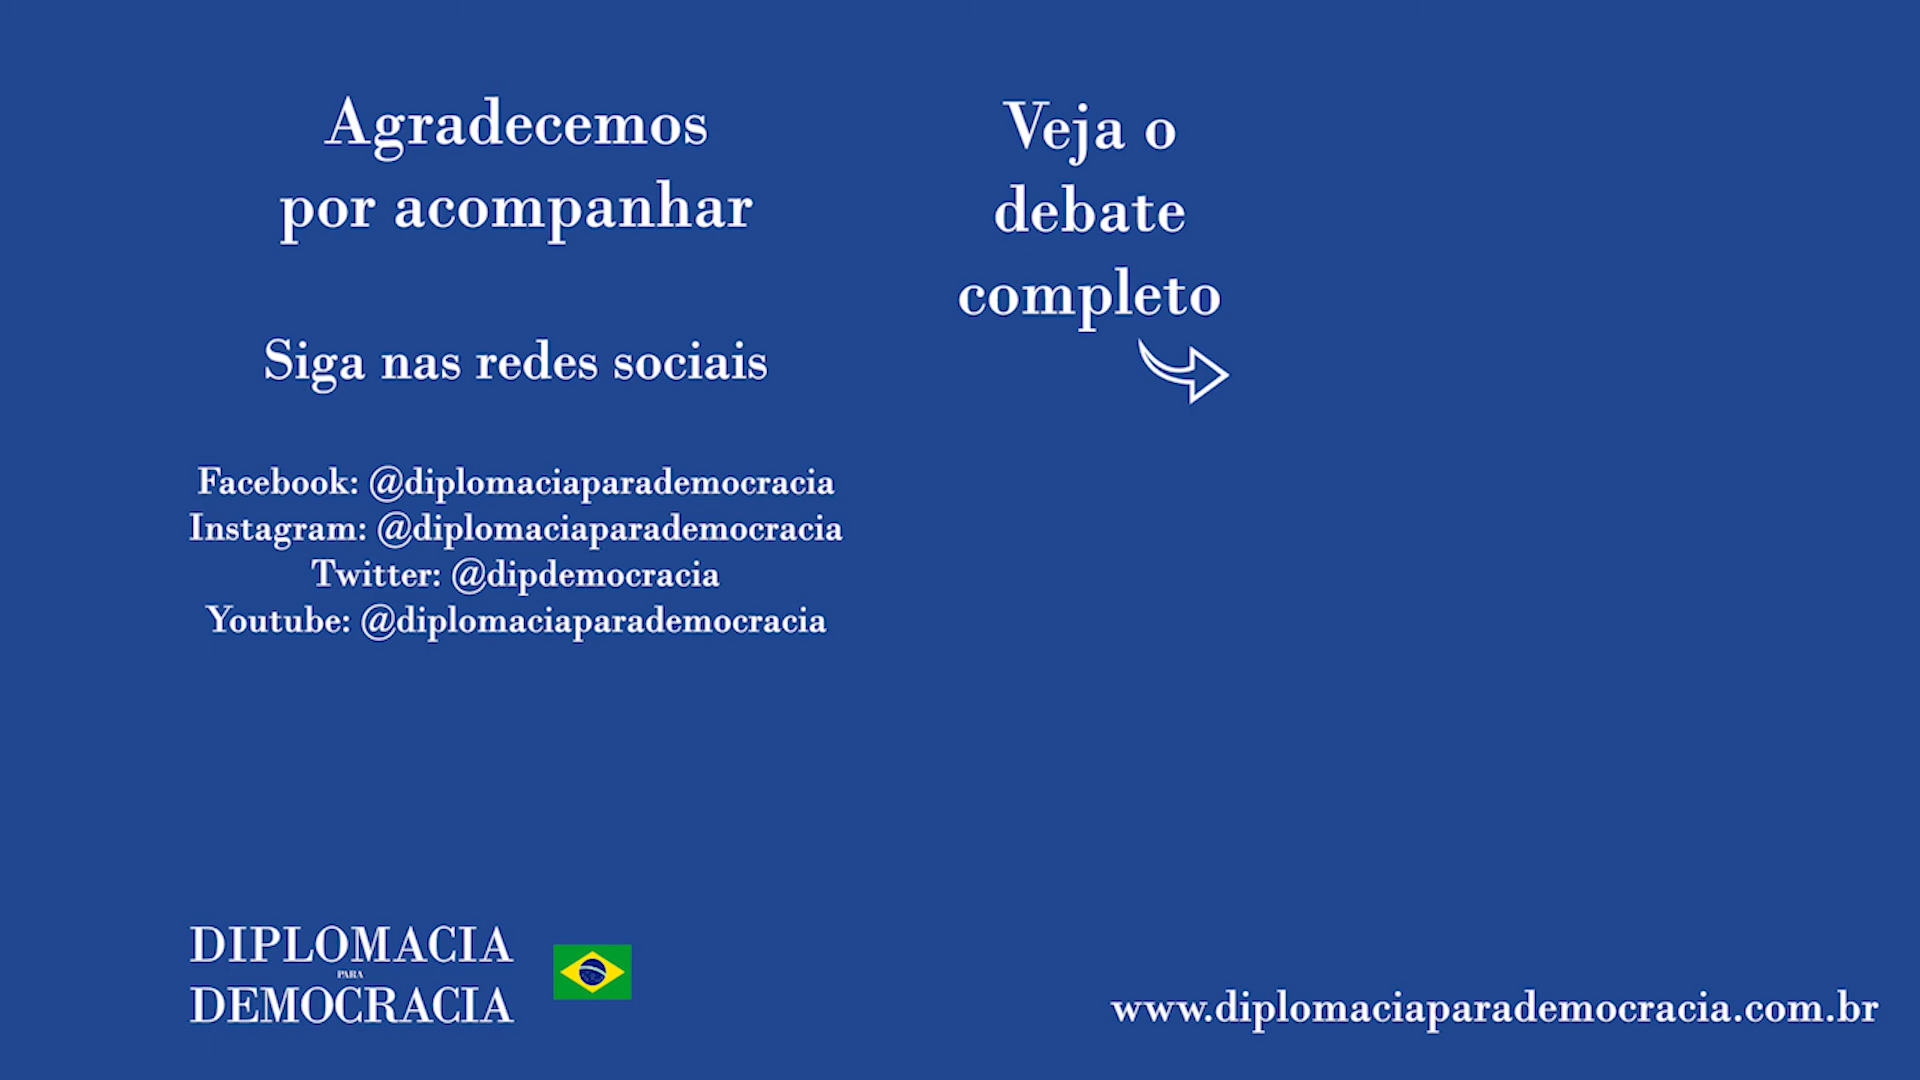 Agradecemos
por acompanhar
Siga nas redes sociais
Facebook: @diplomaciaparademocracia
Instagram: @diplomaciaparademocracia
Twitter: @dipdemocracia
Youtube: @diplomaciaparademocracia
Veja o
debate
completo
DIPLOMACIA
PARA
DEMOCRACIA
www.diplomaciaparademocracia.com.br